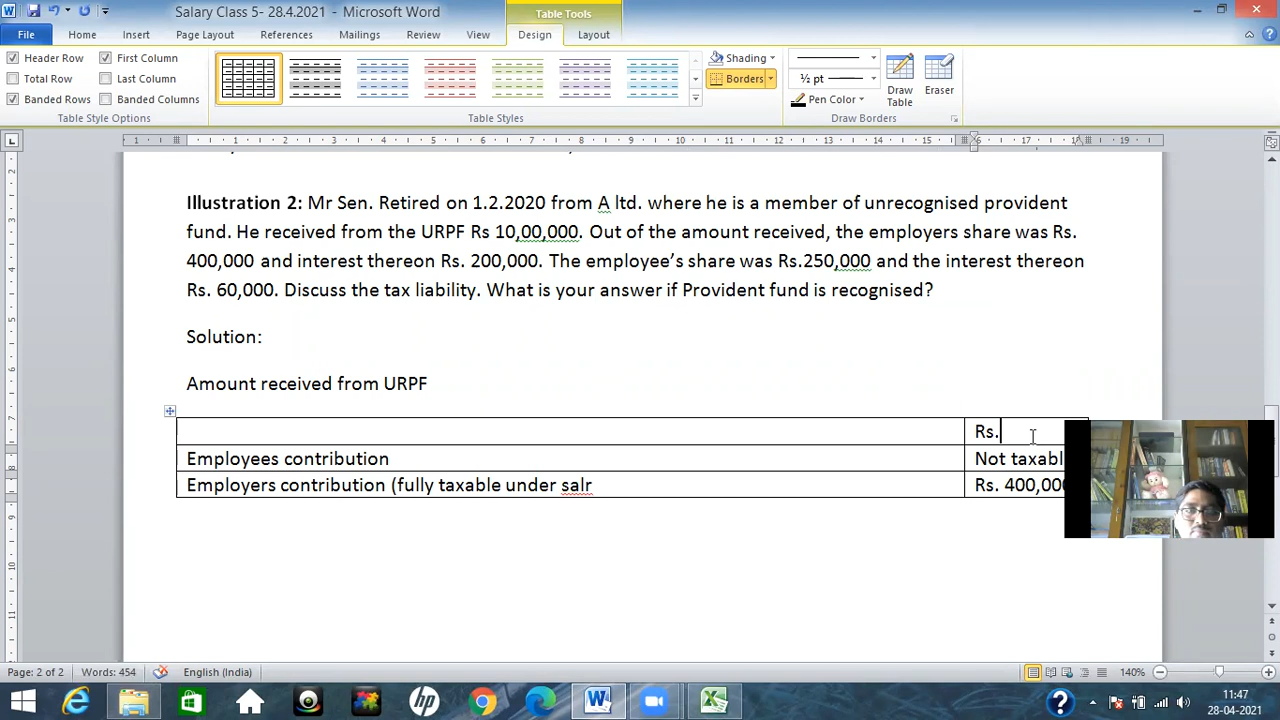 Salary Class 5- 28.4.2021 - Microsoft Word
Table Tools
File Home Insert Page Layout References Mailings Review View Design Layout
Header Row First Column
Total Row Last Column
Banded Rows Banded Columns
Table Style Options
Table Styles
Shading
Borders
½ pt
Pen Color
Draw Table
Eraser
Draw Borders
Illustration 2: Mr Sen. Retired on 1.2.2020 from A ltd. where he is a member of unrecognised provident
fund. He received from the URPF Rs 10,00,000. Out of the amount received, the employers share was Rs.
400,000 and interest thereon Rs. 200,000. The employee’s share was Rs.250,000 and the interest thereon
Rs. 60,000. Discuss the tax liability. What is your answer if Provident fund is recognised?
Solution:
Amount received from URPF
Rs.
Employees contribution Not taxabl
Employers contribution (fully taxable under salr Rs. 400,000
Page: 2 of 2 Words: 454 English (India) 140%
11:47
28-04-2021